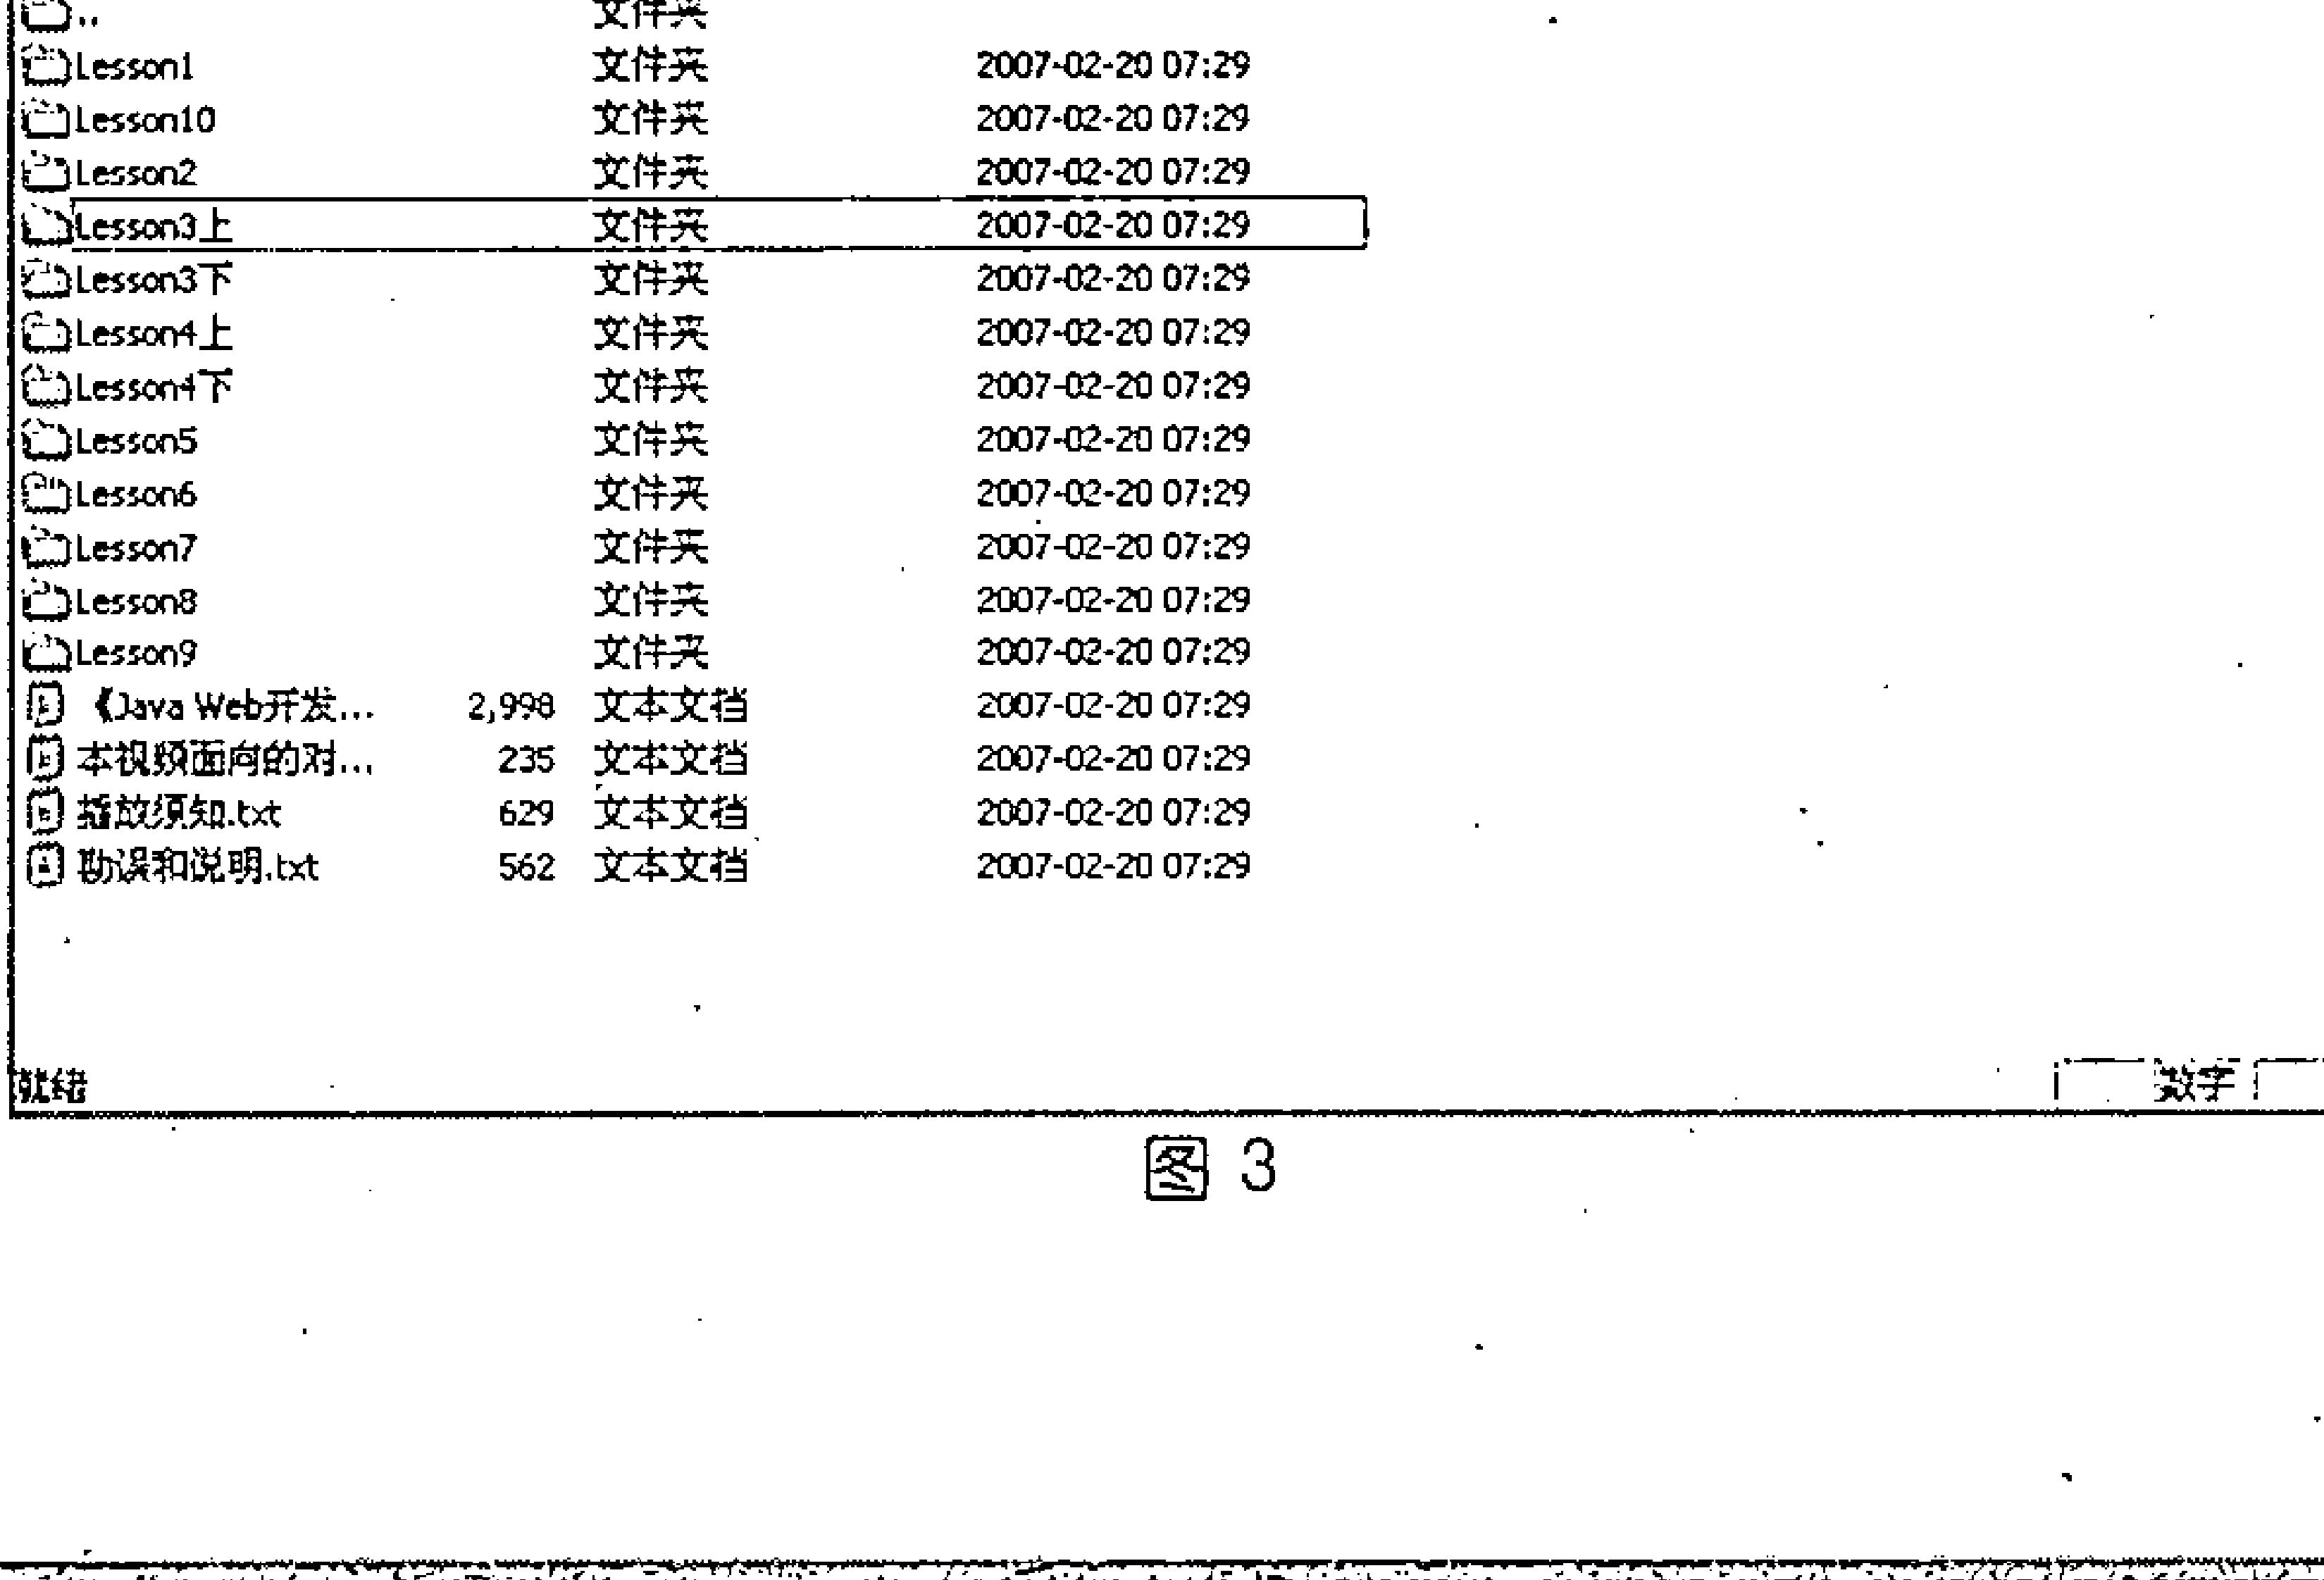 .. 文件夹
Lesson1 文件夹 2007-02-20 07:29
Lesson10 文件夹 2007-02-20 07:29
Lesson2 文件夹 2007-02-20 07:29
Lesson3上 文件夹 2007-02-20 07:29
Lesson3下 文件夹 2007-02-20 07:29
Lesson4上 文件夹 2007-02-20 07:29
Lesson4下 文件夹 2007-02-20 07:29
Lesson5 文件夹 2007-02-20 07:29
Lesson6 文件夹 2007-02-20 07:29
Lesson7 文件夹 2007-02-20 07:29
Lesson8 文件夹 2007-02-20 07:29
Lesson9 文件夹 2007-02-20 07:29
《Java Web开发... 2,998 文本文档 2007-02-20 07:29
本视频面向的对... 235 文本文档 2007-02-20 07:29
播放须知.txt 629 文本文档 2007-02-20 07:29
勘误和说明.txt 562 文本文档 2007-02-20 07:29
就绪 数字
图 3